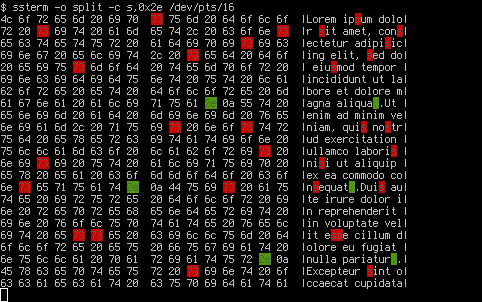 $ ssterm -o split -c s,0x2e /dev/pts/16
4c 6f 72 65 6d 20 69 70 73 75 6d 20 64 6f 6c 6f |Lorem ipsum dolo|
72 20 73 69 74 20 61 6d 65 74 2c 20 63 6f 6e 73 |r sit amet, cons|
65 63 74 65 74 75 72 20 61 64 69 70 69 73 69 63 |ectetur adipisic|
69 6e 67 20 65 6c 69 74 2c 20 73 65 64 20 64 6f |ing elit, sed do|
20 65 69 75 73 6d 6f 64 20 74 65 6d 70 6f 72 20 | eiusmod tempor |
69 6e 63 69 64 69 64 75 6e 74 20 75 74 20 6c 61 |incididunt ut la|
62 6f 72 65 20 65 74 20 64 6f 6c 6f 72 65 20 6d |bore et dolore m|
61 67 6e 61 20 61 6c 69 71 75 61 2e 0a 55 74 20 |agna aliqua..Ut |
65 6e 69 6d 20 61 64 20 6d 69 6e 69 6d 20 76 65 |enim ad minim ve|
6e 69 61 6d 2c 20 71 75 69 73 20 6e 6f 73 74 72 |niam, quis nostr|
75 64 20 65 78 65 72 63 69 74 61 74 69 6f 6e 20 |ud exercitation |
75 6c 6c 61 6d 63 6f 20 6c 61 62 6f 72 69 73 20 |ullamco laboris |
6e 69 73 69 20 75 74 20 61 6c 69 71 75 69 70 20 |nisi ut aliquip |
65 78 20 65 61 20 63 6f 6d 6d 6f 64 6f 20 63 6f |ex ea commodo co|
6e 73 65 71 75 61 74 2e 0a 44 75 69 73 20 61 75 |nsequat..Duis au|
74 65 20 69 72 75 72 65 20 64 6f 6c 6f 72 20 69 |te irure dolor i|
6e 20 72 65 70 72 65 68 65 6e 64 65 72 69 74 20 |n reprehenderit |
69 6e 20 76 6f 6c 75 70 74 61 74 65 20 76 65 6c |in voluptate vel|
69 74 20 65 73 73 65 20 63 69 6c 6c 75 6d 20 64 |it esse cillum d|
6f 6c 6f 72 65 20 65 75 20 66 75 67 69 61 74 20 |olore eu fugiat |
6e 75 6c 6c 61 20 70 61 72 69 61 74 75 72 2e 0a |nulla pariatur..|
45 78 63 65 70 74 65 75 72 20 73 69 6e 74 20 6f |Excepteur sint o|
63 63 61 65 63 61 74 20 63 75 70 69 64 61 74 61 |ccaecat cupidata|